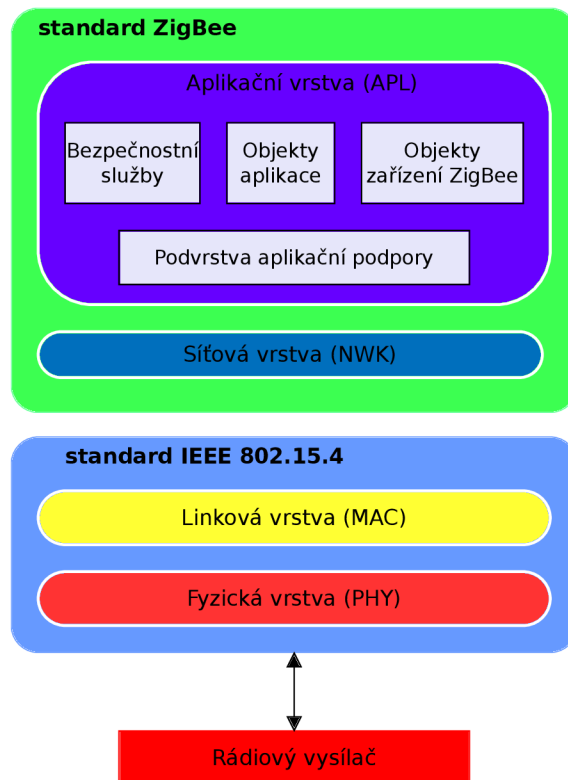 standard ZigBee
Aplikační vrstva (APL)
Bezpečnostní
služby
Objekty
aplikace
Objekty
zařízení ZigBee
Podvrstva aplikační podpory
Síťová vrstva (NWK)
standard IEEE 802.15.4
Linková vrstva (MAC)
Fyzická vrstva (PHY)
Rádiový vysílač